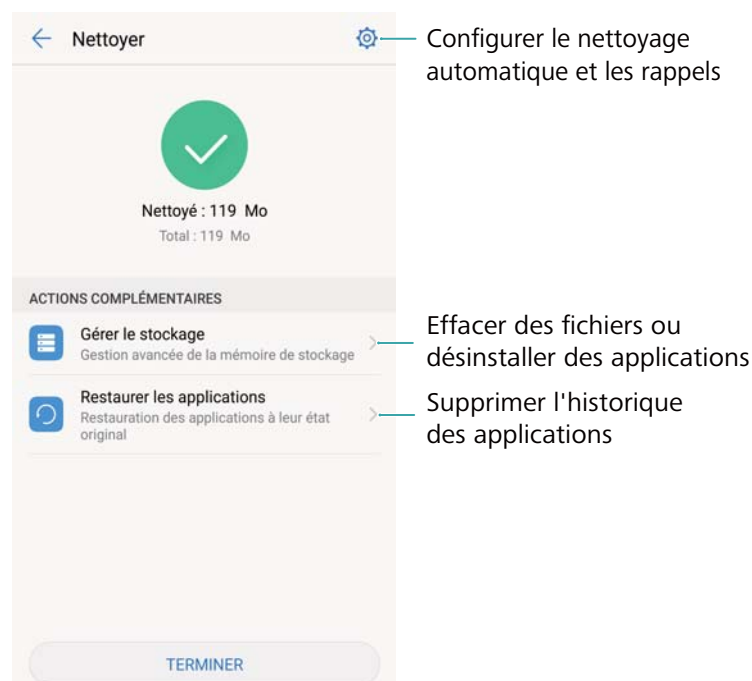 Nettoyer
Configurer le nettoyage
automatique et les rappels
Nettoyé : 119 Mo
Total : 119 Mo
ACTIONS COMPLÉMENTAIRES
Gérer le stockage
Gestion avancée de la mémoire de stockage
Effacer des fichiers ou
désinstaller des applications
Restaurer les applications
Restauration des applications à leur état
original
Supprimer l'historique
des applications
TERMINER